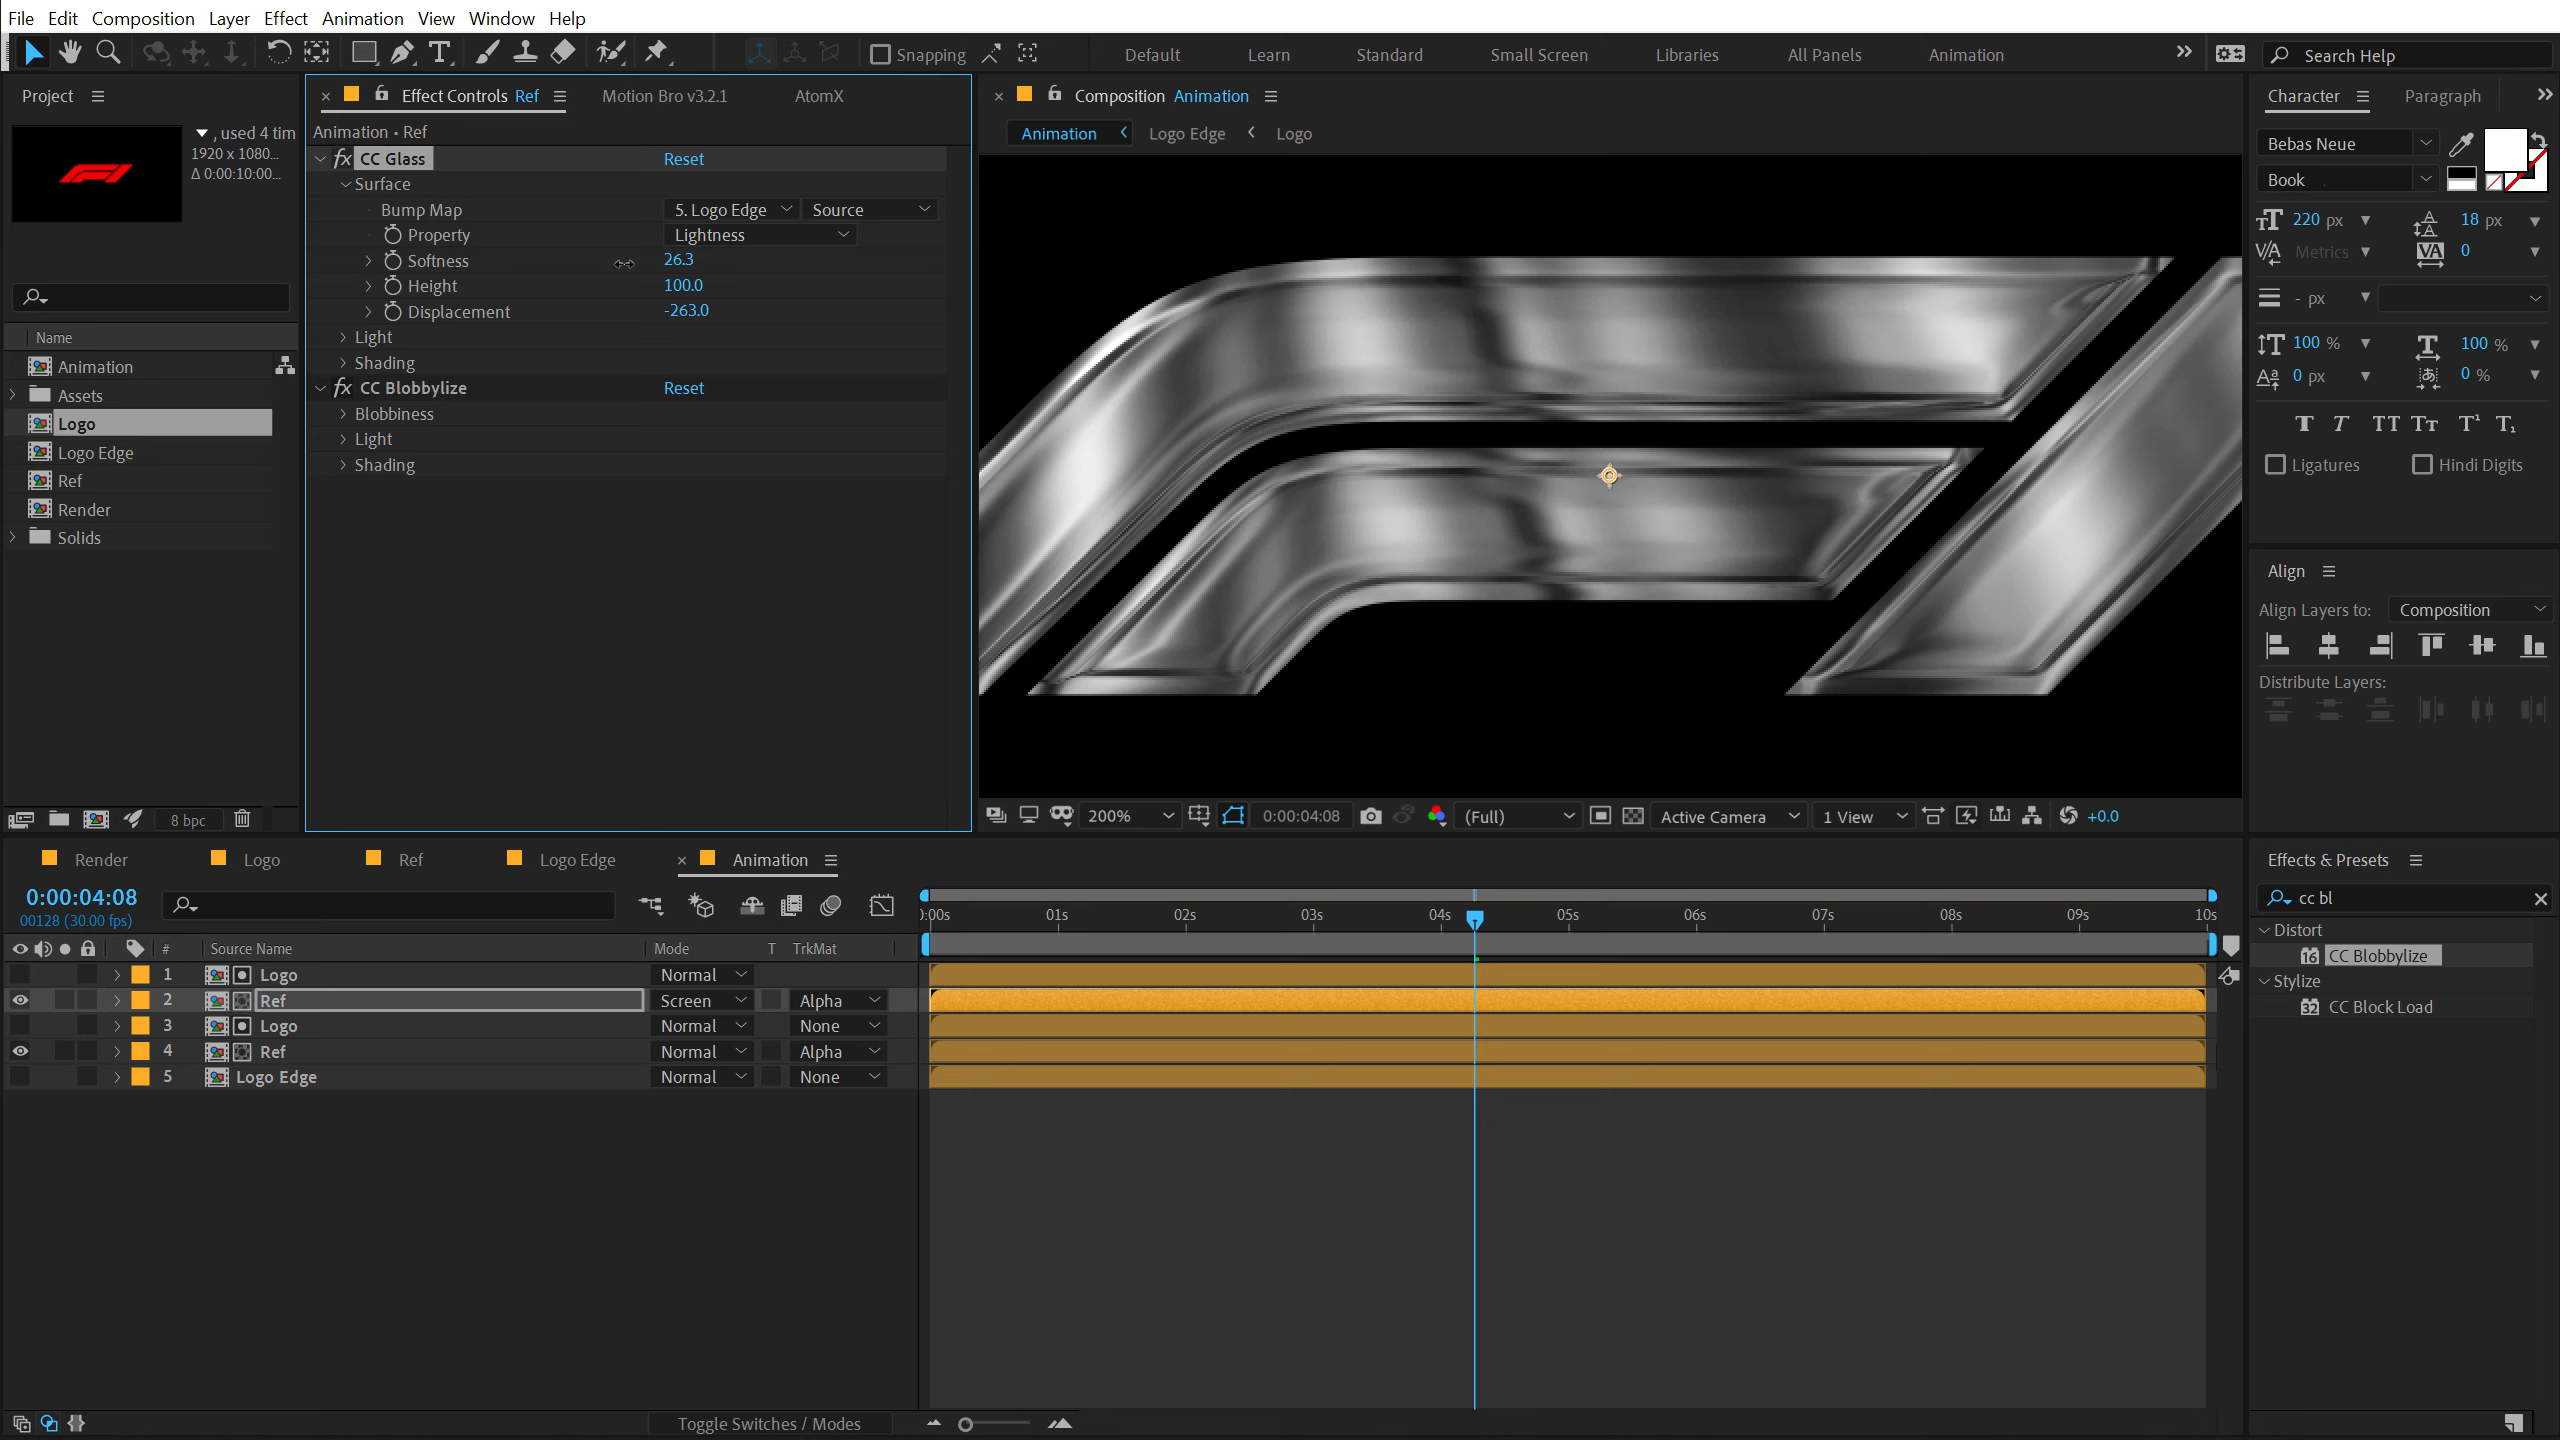 File Edit Composition Layer Effect Animation View Window Help
Snapping Default Learn Standard Small Screen Libraries All Panels Animation Search Help
Project
, used 4 tim
1920 x 1080...
Δ 0:00:10:00...
Name
Animation
Assets
Logo
Logo Edge
Ref
Render
Solids
8 bpc
Effect Controls Ref Motion Bro v3.2.1 AtomX
Animation • Ref
fx CC Glass Reset
Surface
Bump Map 5. Logo Edge Source
Property Lightness
Softness 26.3
Height 100.0
Displacement -263.0
Light
Shading
fx CC Blobbylize Reset
Blobbiness
Light
Shading
Composition Animation
Animation Logo Edge Logo
200% 0:00:04:08 (Full) Active Camera 1 View +0.0
Character Paragraph
Bebas Neue
Book
220 px 18 px
Metrics 0
- px
100 % 100 %
0 px 0 %
T T TT Tt T¹ T₁
Ligatures Hindi Digits
Align
Align Layers to: Composition
Distribute Layers:
Effects & Presets
cc bl
Distort
16 CC Blobbylize
Stylize
32 CC Block Load
Render Logo Ref Logo Edge Animation
0:00:04:08
00128 (30.00 fps)
# Source Name Mode T TrkMat
1 Logo Normal
2 Ref Screen Alpha
3 Logo Normal None
4 Ref Normal Alpha
5 Logo Edge Normal None
):00s 01s 02s 03s 04s 05s 06s 07s 08s 09s 10s
Toggle Switches / Modes